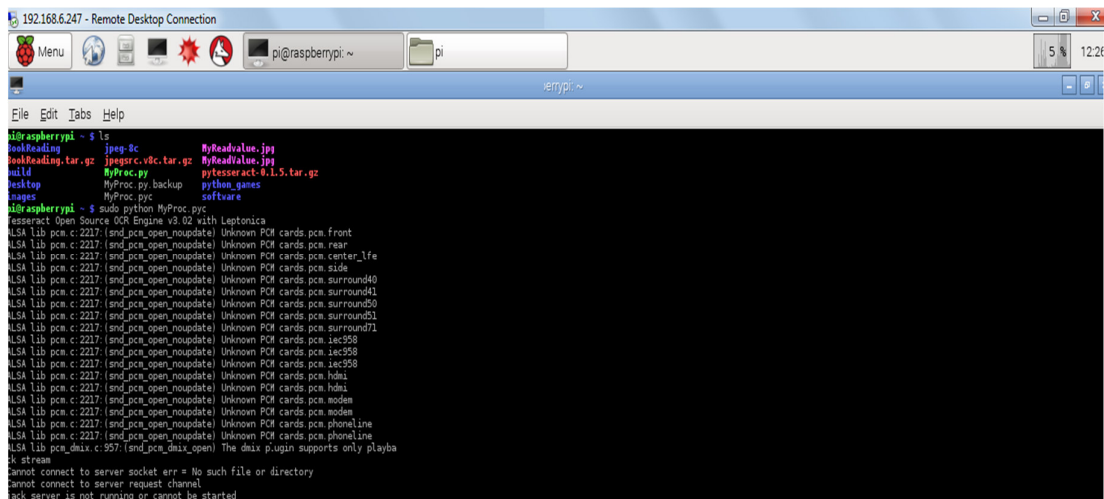 192.168.6.247 - Remote Desktop Connection
Menu pi@raspberrypi: ~ pi 5 % 12:26
errypi: ~
File Edit Tabs Help
pi@raspberrypi ~ $ ls
BookReading jpeg-8c MyReadvalue.jpg
BookReading.tar.gz jpegsrc.v8c.tar.gz MyReadValue.jpg
build MyProc.py pytesseract-0.1.5.tar.gz
Desktop MyProc.py.backup python_games
images MyProc.pyc software
pi@raspberrypi ~ $ sudo python MyProc.pyc
Tesseract Open Source OCR Engine v3.02 with Leptonica
ALSA lib pcm.c:2217:(snd_pcm_open_noupdate) Unknown PCM cards.pcm.front
ALSA lib pcm.c:2217:(snd_pcm_open_noupdate) Unknown PCM cards.pcm.rear
ALSA lib pcm.c:2217:(snd_pcm_open_noupdate) Unknown PCM cards.pcm.center_lfe
ALSA lib pcm.c:2217:(snd_pcm_open_noupdate) Unknown PCM cards.pcm.side
ALSA lib pcm.c:2217:(snd_pcm_open_noupdate) Unknown PCM cards.pcm.surround40
ALSA lib pcm.c:2217:(snd_pcm_open_noupdate) Unknown PCM cards.pcm.surround41
ALSA lib pcm.c:2217:(snd_pcm_open_noupdate) Unknown PCM cards.pcm.surround50
ALSA lib pcm.c:2217:(snd_pcm_open_noupdate) Unknown PCM cards.pcm.surround51
ALSA lib pcm.c:2217:(snd_pcm_open_noupdate) Unknown PCM cards.pcm.surround71
ALSA lib pcm.c:2217:(snd_pcm_open_noupdate) Unknown PCM cards.pcm.iec958
ALSA lib pcm.c:2217:(snd_pcm_open_noupdate) Unknown PCM cards.pcm.iec958
ALSA lib pcm.c:2217:(snd_pcm_open_noupdate) Unknown PCM cards.pcm.iec958
ALSA lib pcm.c:2217:(snd_pcm_open_noupdate) Unknown PCM cards.pcm.hdmi
ALSA lib pcm.c:2217:(snd_pcm_open_noupdate) Unknown PCM cards.pcm.hdmi
ALSA lib pcm.c:2217:(snd_pcm_open_noupdate) Unknown PCM cards.pcm.modem
ALSA lib pcm.c:2217:(snd_pcm_open_noupdate) Unknown PCM cards.pcm.modem
ALSA lib pcm.c:2217:(snd_pcm_open_noupdate) Unknown PCM cards.pcm.phoneline
ALSA lib pcm.c:2217:(snd_pcm_open_noupdate) Unknown PCM cards.pcm.phoneline
ALSA lib pcm_dmix.c:957:(snd_pcm_dmix_open) The dmix plugin supports only playba
ck stream
Cannot connect to server socket err = No such file or directory
Cannot connect to server request channel
jack server is not running or cannot be started